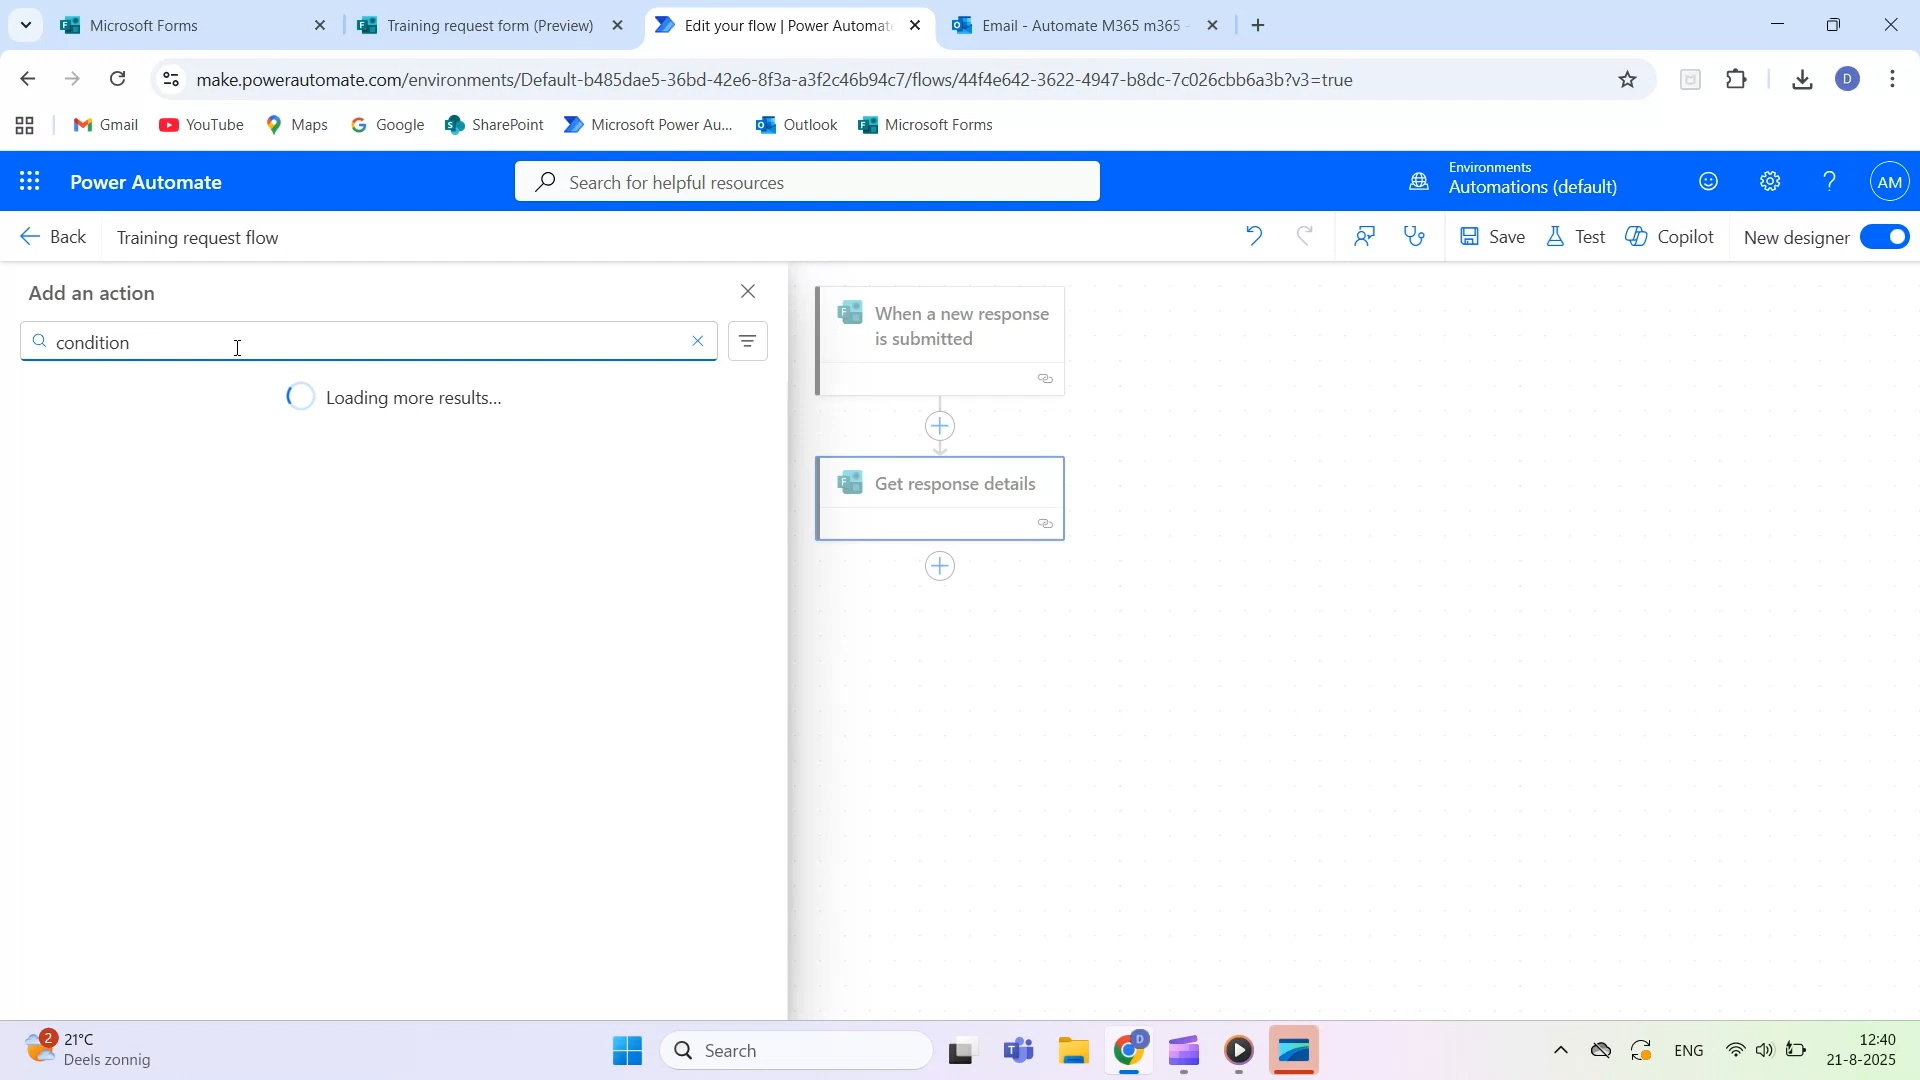 Microsoft Forms
Training request form (Preview)
Edit your flow | Power Automate
Email - Automate M365 m365 -
make.powerautomate.com/environments/Default-b485dae5-36bd-42e6-8f3a-a3f2c46b94c7/flows/44f4e642-3622-4947-b8dc-7c026cbb6a3b?v3=true
D
Gmail
YouTube
Maps
Google
SharePoint
Microsoft Power Au...
Outlook
Microsoft Forms
Power Automate
Search for helpful resources
Environments
Automations (default)
AM
Back
Training request flow
Save
Test
Copilot
New designer
Add an action
condition
Loading more results...
When a new response
is submitted
Get response details
2
21°C
Deels zonnig
Search
D
ENG
12:40
21-8-2025